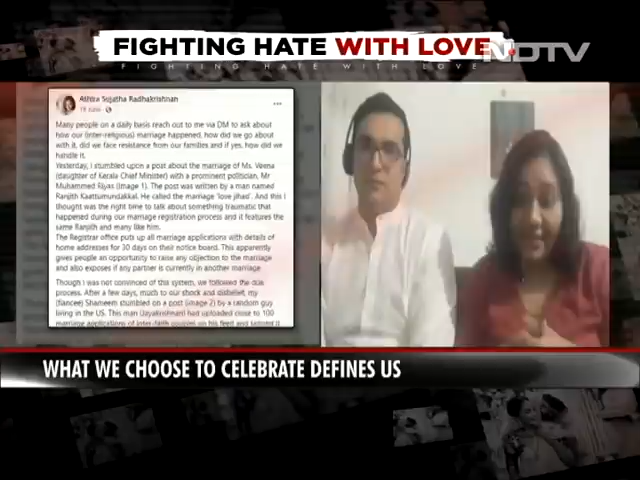 FIGHTING HATE WITH LOVE
NDTV
FIGHTING HATE WITH LOVE
Athira Sujatha Radhakrishnan
19 June
Many people on a daily basis reach out to me via DM to ask about
how our (inter-religious) marriage happened, how did we go about
with it, did we face resistance from our families and if yes, how did we
handle it.
Yesterday, I stumbled upon a post about the marriage of Ms. Veena
(daughter of Kerala Chief Minister) with a prominent politician, Mr
Muhammed Riyas (Image 1). The post was written by a man named
Ranjith Kaattumundakkal. He called the marriage 'love jihad'. And this I
thought was the right time to talk about something traumatic that
happened during our marriage registration process and it features the
same Ranjith and many like him.
The Registrar office puts up all marriage applications with details of
home addresses for 30 days on their notice board. This apparently
gives people an opportunity to raise any objection to the marriage
and also exposes if any partner is currently in another marriage
Though I was not convinced of this system, we followed the due
process. After a few days, much to our shock and disbelief, my
(fiancee) Shameem stumbled on a post (image 2) by a random guy
living in the US. This man (Jayakrishnan) had uploaded close to 100
marriage applications of inter-faith couples on his feed and
WHAT WE CHOOSE TO CELEBRATE DEFINES US